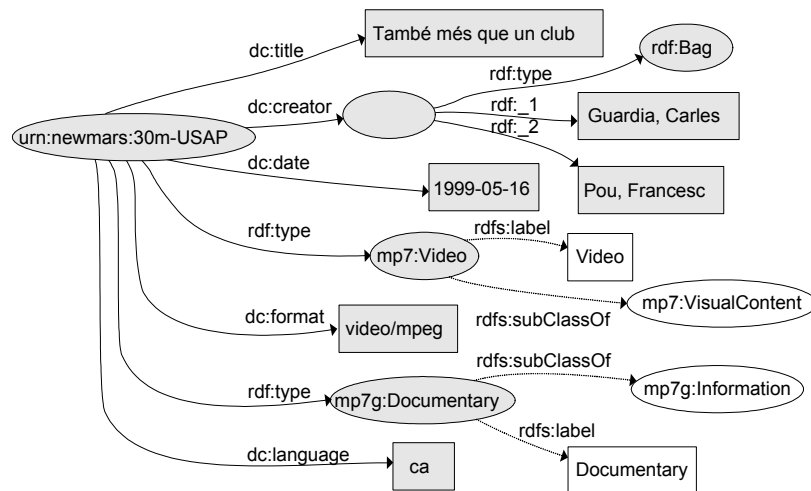 També més que un club
dc:title
rdf:Bag
rdf:type
dc:creator
rdf:_1
Guardia, Carles
rdf:_2
urn:newmars:30m-USAP
dc:date
1999-05-16
Pou, Francesc
rdf:type
rdfs:label
mp7:Video
Video
mp7:VisualContent
dc:format
rdfs:subClassOf
video/mpeg
rdfs:subClassOf
rdf:type
mp7g:Information
mp7g:Documentary
rdfs:label
dc:language
ca
Documentary